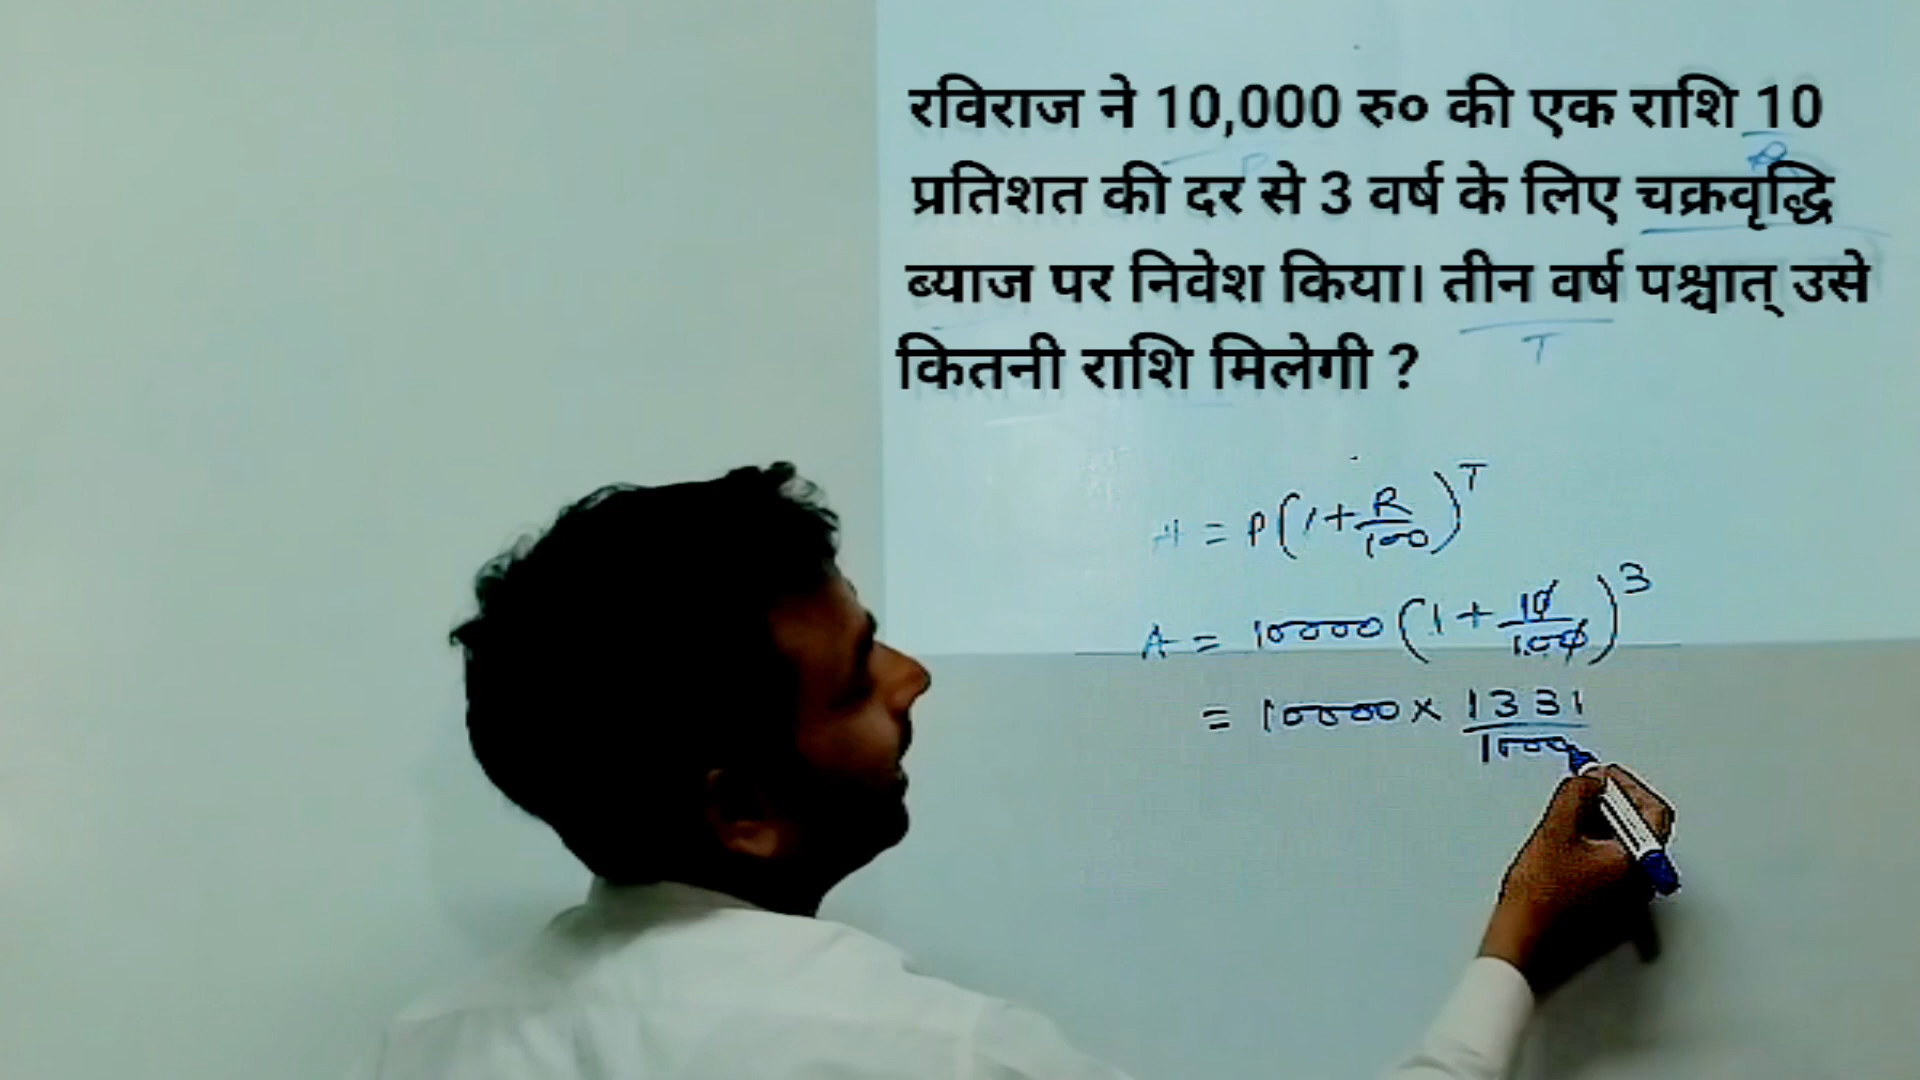 रविराज ने 10,000 रु० की एक राशि 10
प्रतिशत की दर से 3 वर्ष के लिए चक्रवृद्धि
ब्याज पर निवेश किया। तीन वर्ष पश्चात् उसे
कितनी राशि मिलेगी ?
T
A = P(1+R/100)^T
A = 10000(1+10/100)^3
= 10000×1331/1000